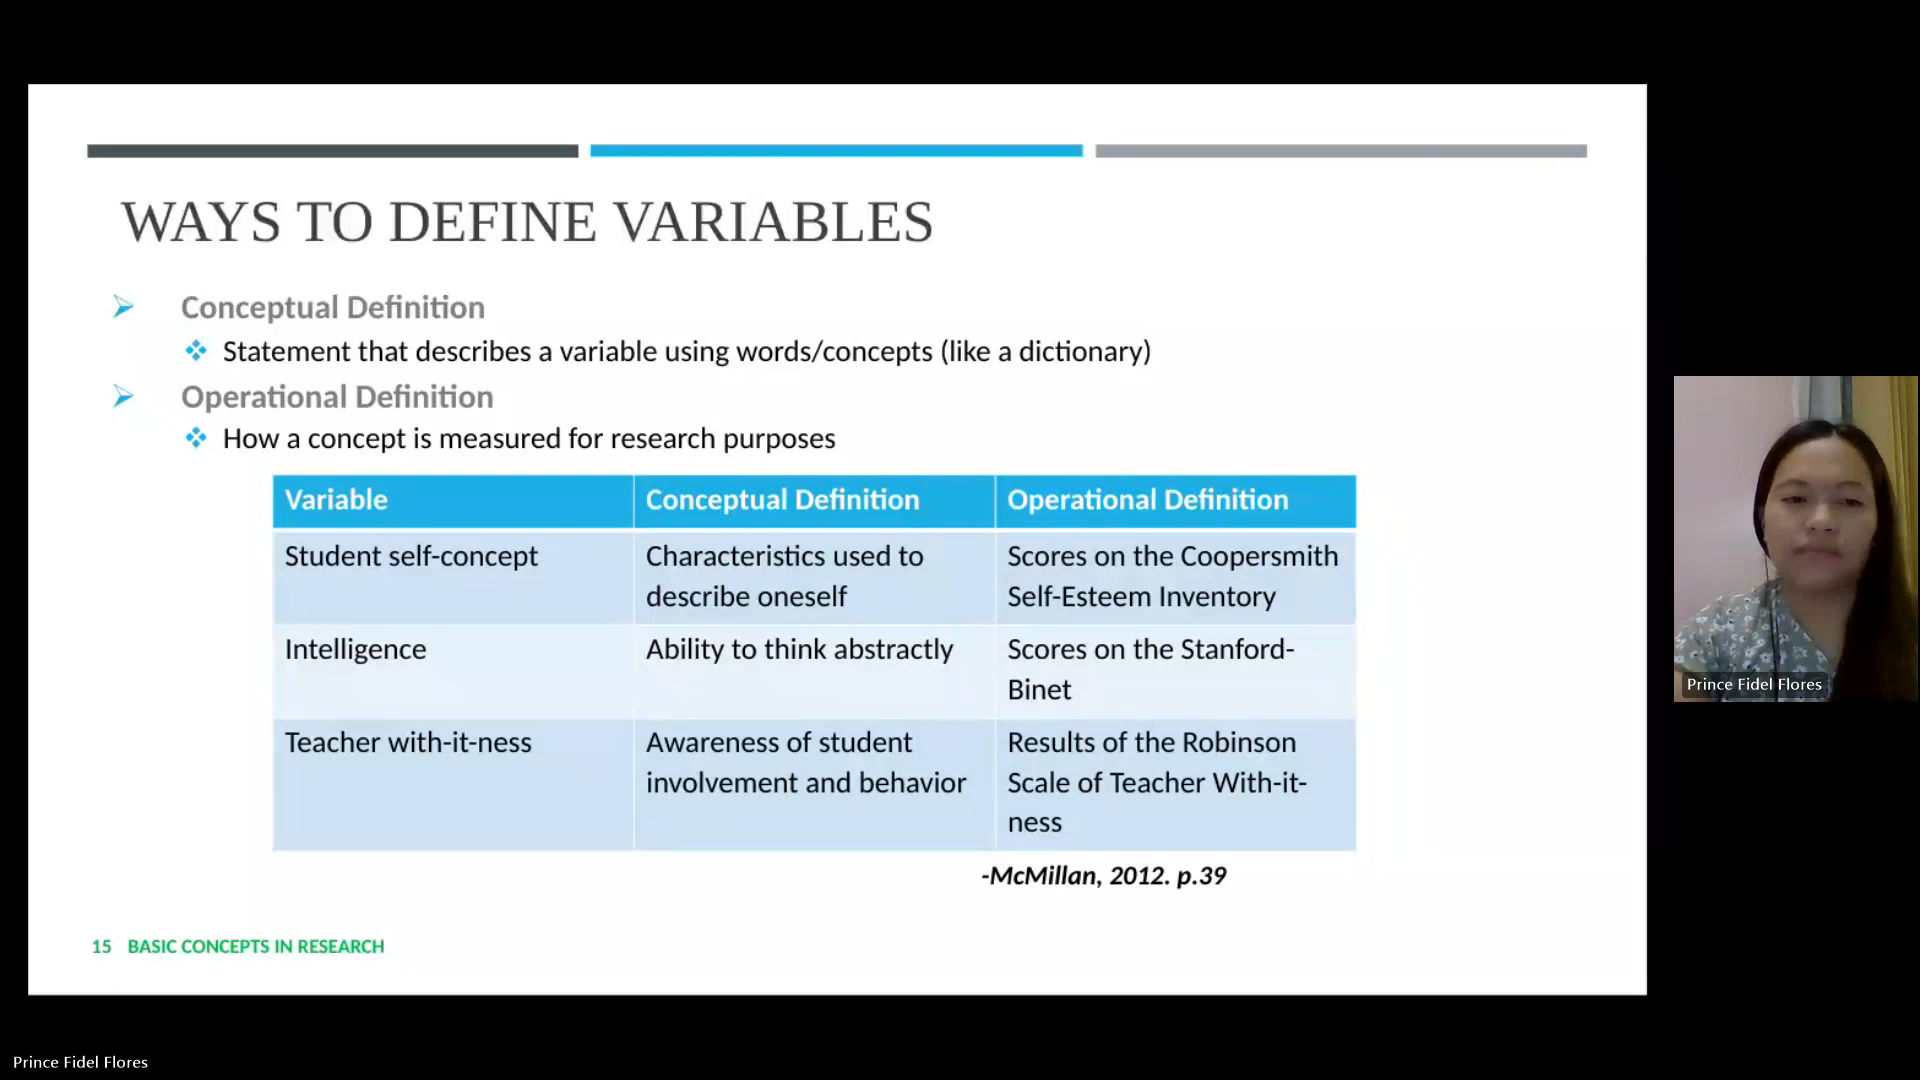 WAYS TO DEFINE VARIABLES
Conceptual Definition
Statement that describes a variable using words/concepts (like a dictionary)
Operational Definition
How a concept is measured for research purposes
Variable
Conceptual Definition
Operational Definition
Student self-concept
Characteristics used to
describe oneself
Scores on the Coopersmith
Self-Esteem Inventory
Intelligence
Ability to think abstractly
Scores on the Stanford-
Binet
Teacher with-it-ness
Awareness of student
involvement and behavior
Results of the Robinson
Scale of Teacher With-it-
ness
-McMillan, 2012. p.39
15 BASIC CONCEPTS IN RESEARCH
Prince Fidel Flores
Prince Fidel Flores